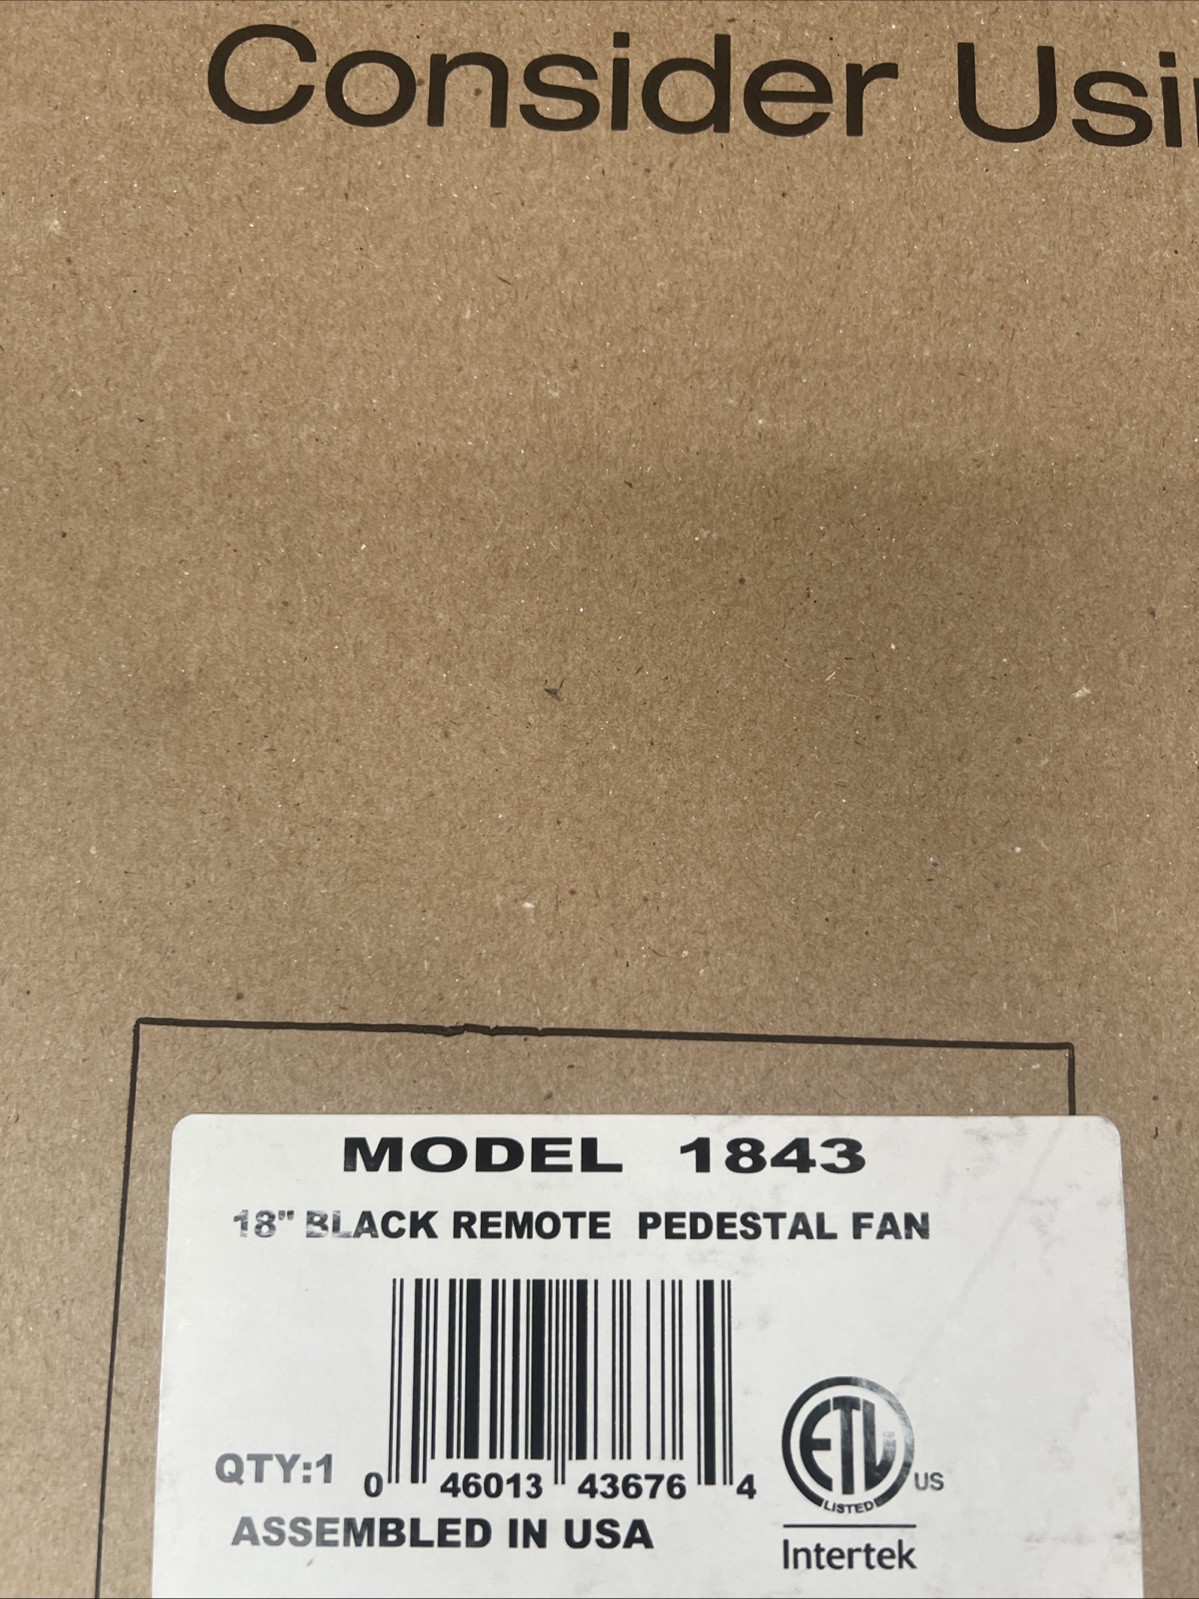 Consider Usi
MODEL 1843
18" BLACK REMOTE PEDESTAL FAN
QTY:1
0 46013 43676 4
ASSEMBLED IN USA
ETL
LISTED
US
Intertek